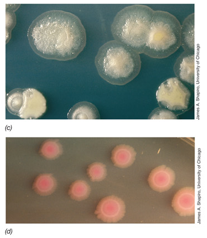 James A. Shapiro, University of Chicago
(c)
James A. Shapiro, University of Chicago
(d)